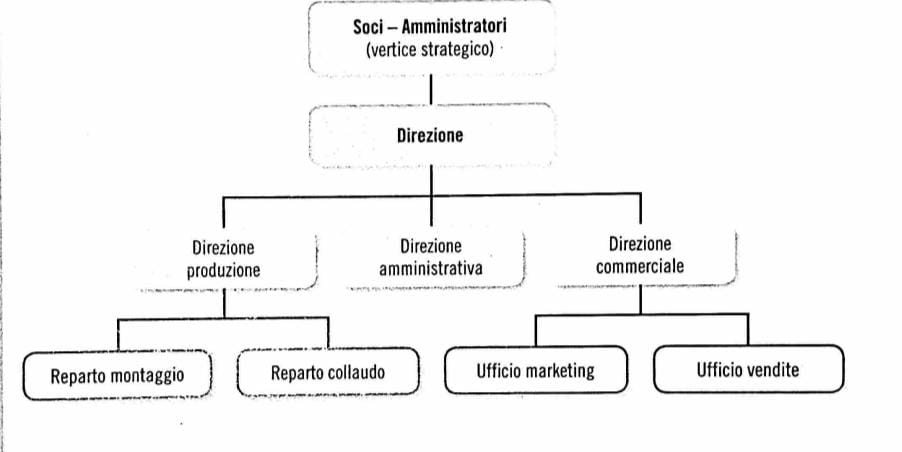 Soci – Amministratori
(vertice strategico)
Direzione
Direzione
produzione
Direzione
amministrativa
Direzione
commerciale
Reparto montaggio
Reparto collaudo
Ufficio marketing
Ufficio vendite